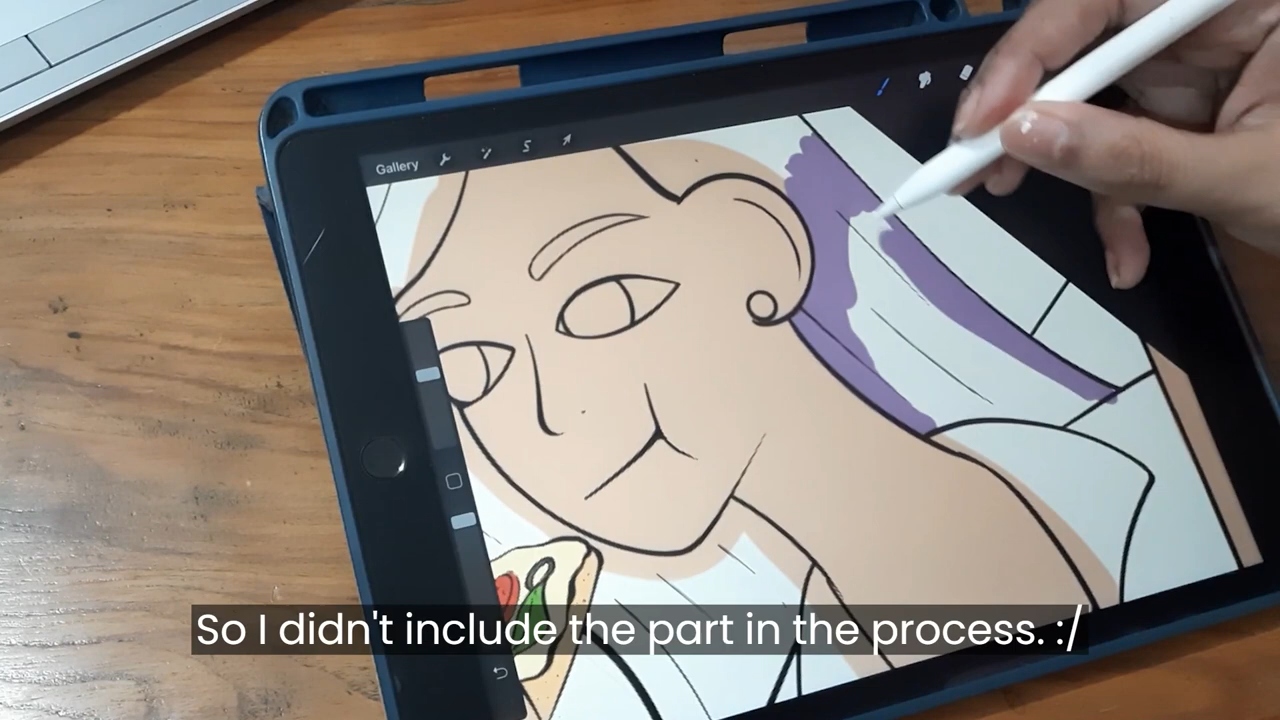 Gallery
So I didn't include the part in the process. :/